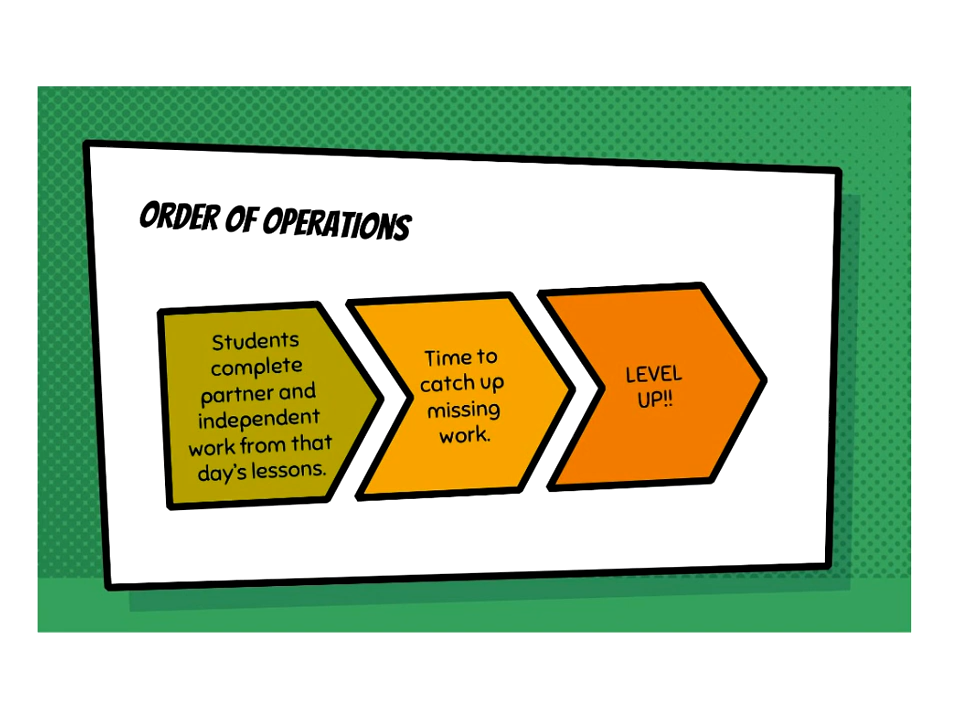 ORDER OF OPERATIONS
Students
complete
partner and
independent
work from that
day's lessons.
Time to
catch up
missing
work.
LEVEL
UP!!